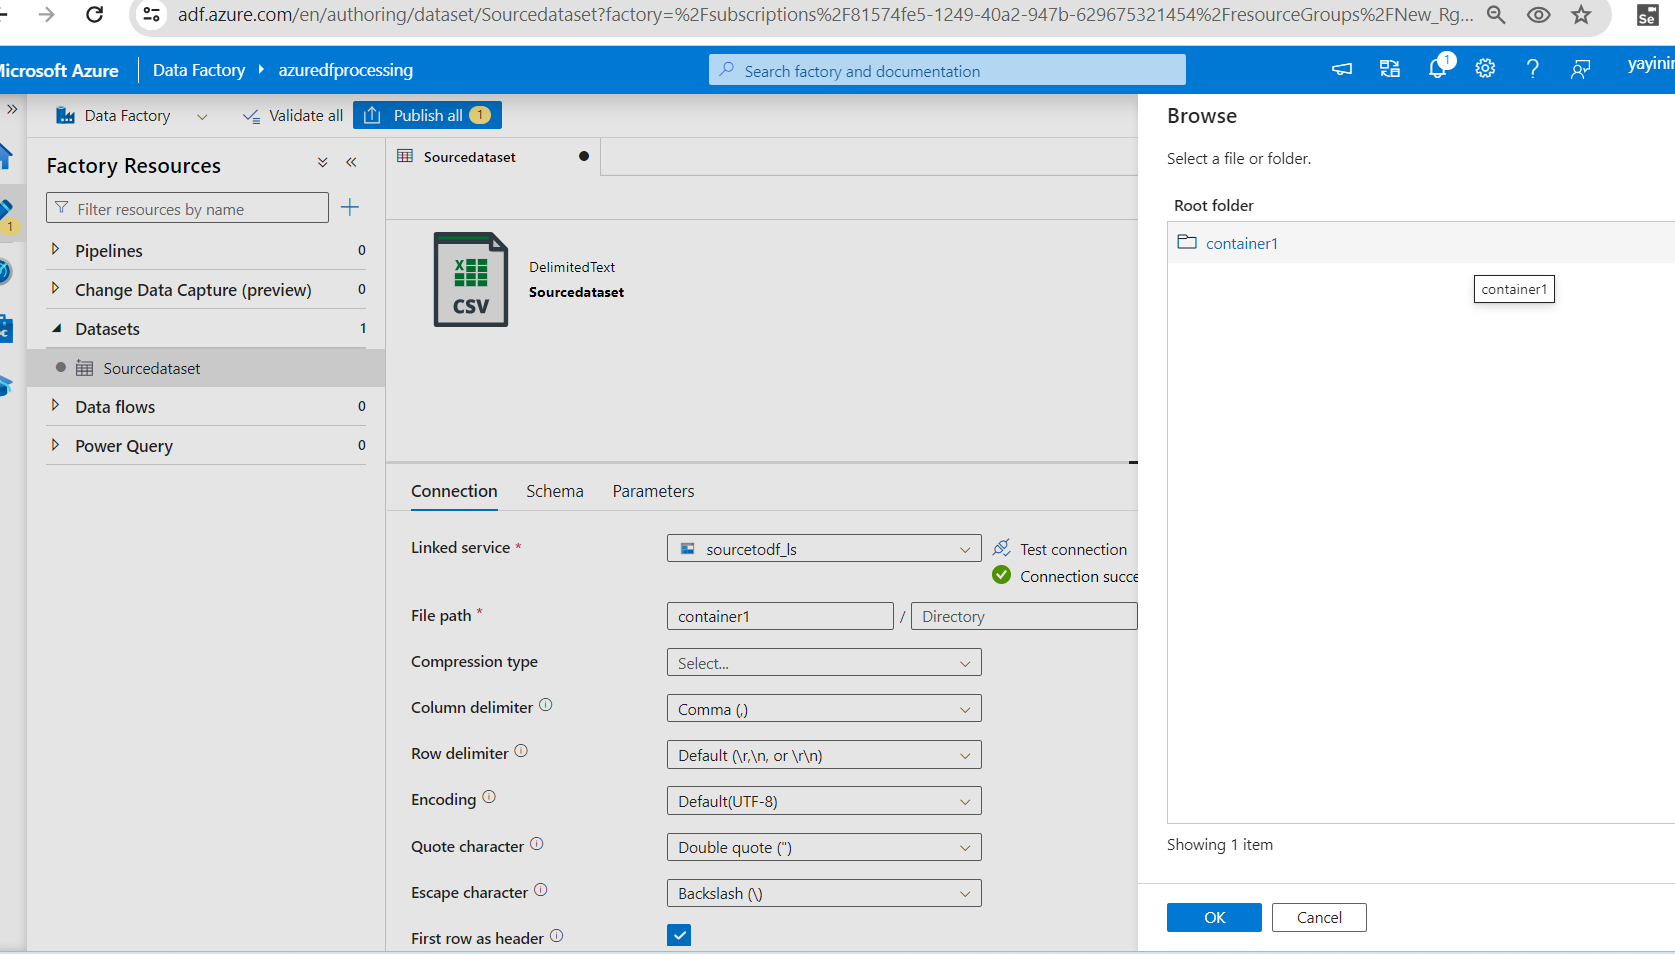 adf.azure.com/en/authoring/dataset/Sourcedataset?factory=%2Fsubscriptions%2F81574fe5-1249-40a2-947b-629675321454%2FresourceGroups%2FNew_Rg...
Se
Microsoft Azure
Data Factory
azuredfprocessing
Search factory and documentation
1
yayinin
Data Factory
Validate all
Publish all
1
Factory Resources
Filter resources by name
1
Pipelines 0
Change Data Capture (preview) 0
Datasets 1
Sourcedataset
Data flows 0
Power Query 0
Sourcedataset
X
CSV
DelimitedText
Sourcedataset
Connection Schema Parameters
Linked service * sourcetodf_ls Test connection
Connection succe
File path * container1 / Directory
Compression type Select...
Column delimiter Comma (,)
Row delimiter Default (\r,\n, or \r\n)
Encoding Default(UTF-8)
Quote character Double quote (")
Escape character Backslash (\)
First row as header
Browse
Select a file or folder.
Root folder
container1
container1
Showing 1 item
OK Cancel